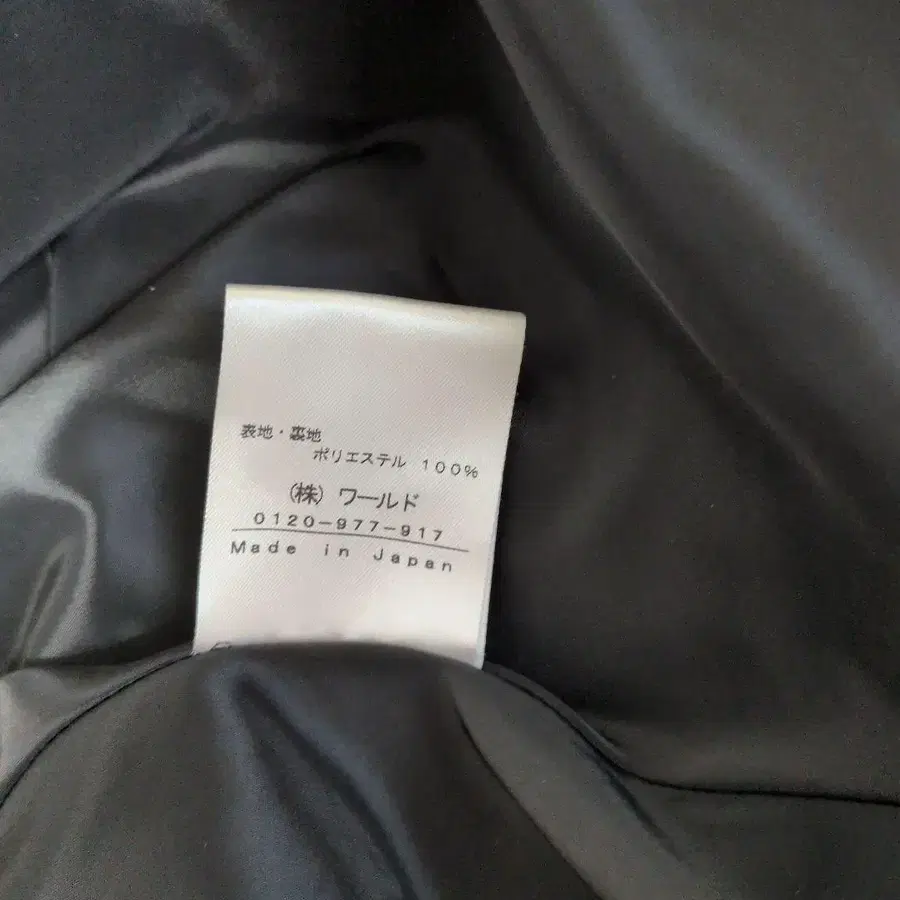 表地・裏地
ポリエステル 100%
(株) ワールド
0120-977-917
Made in Japan